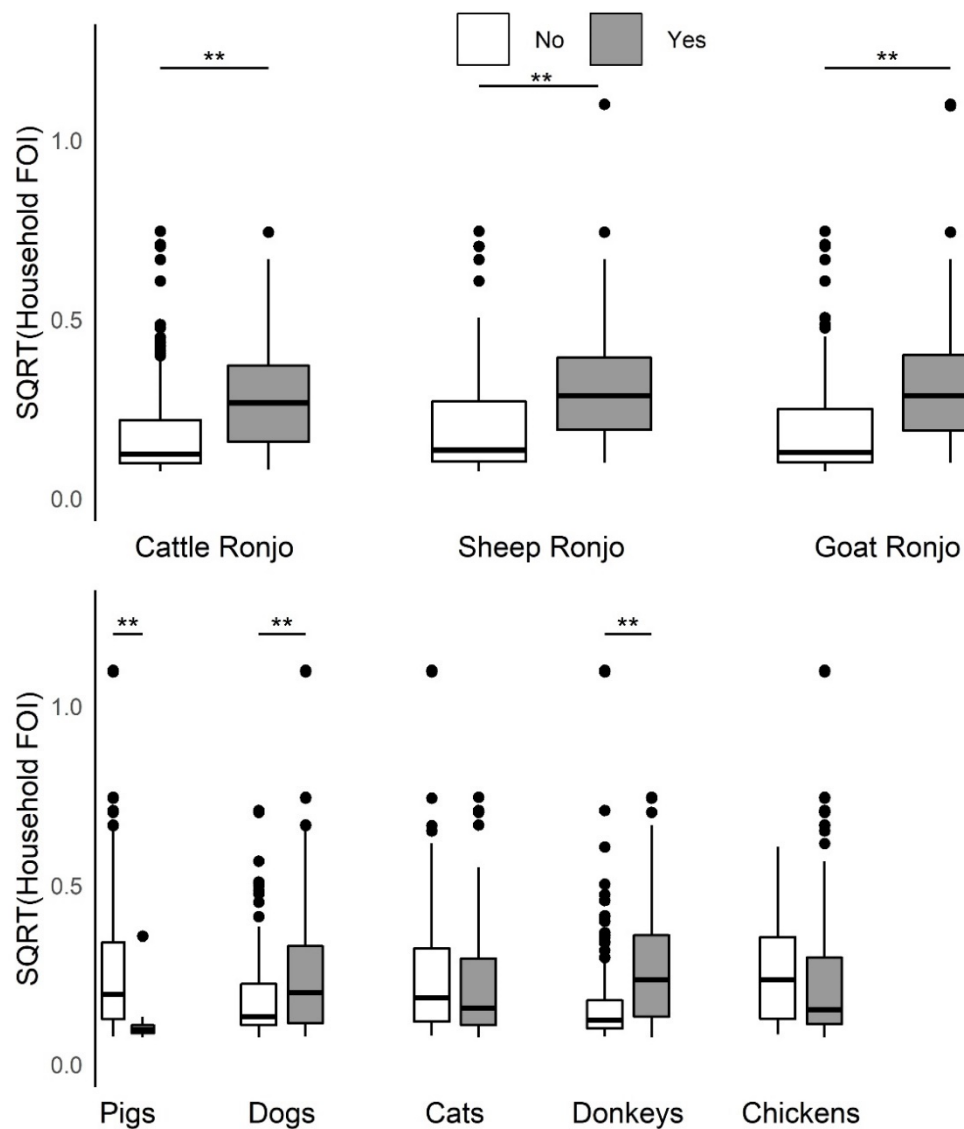 No Yes
** ** **
SQRT(Household FOI)
1.0
0.5
0.0
Cattle Ronjo Sheep Ronjo Goat Ronjo
** ** **
SQRT(Household FOI)
1.0
0.5
0.0
Pigs Dogs Cats Donkeys Chickens